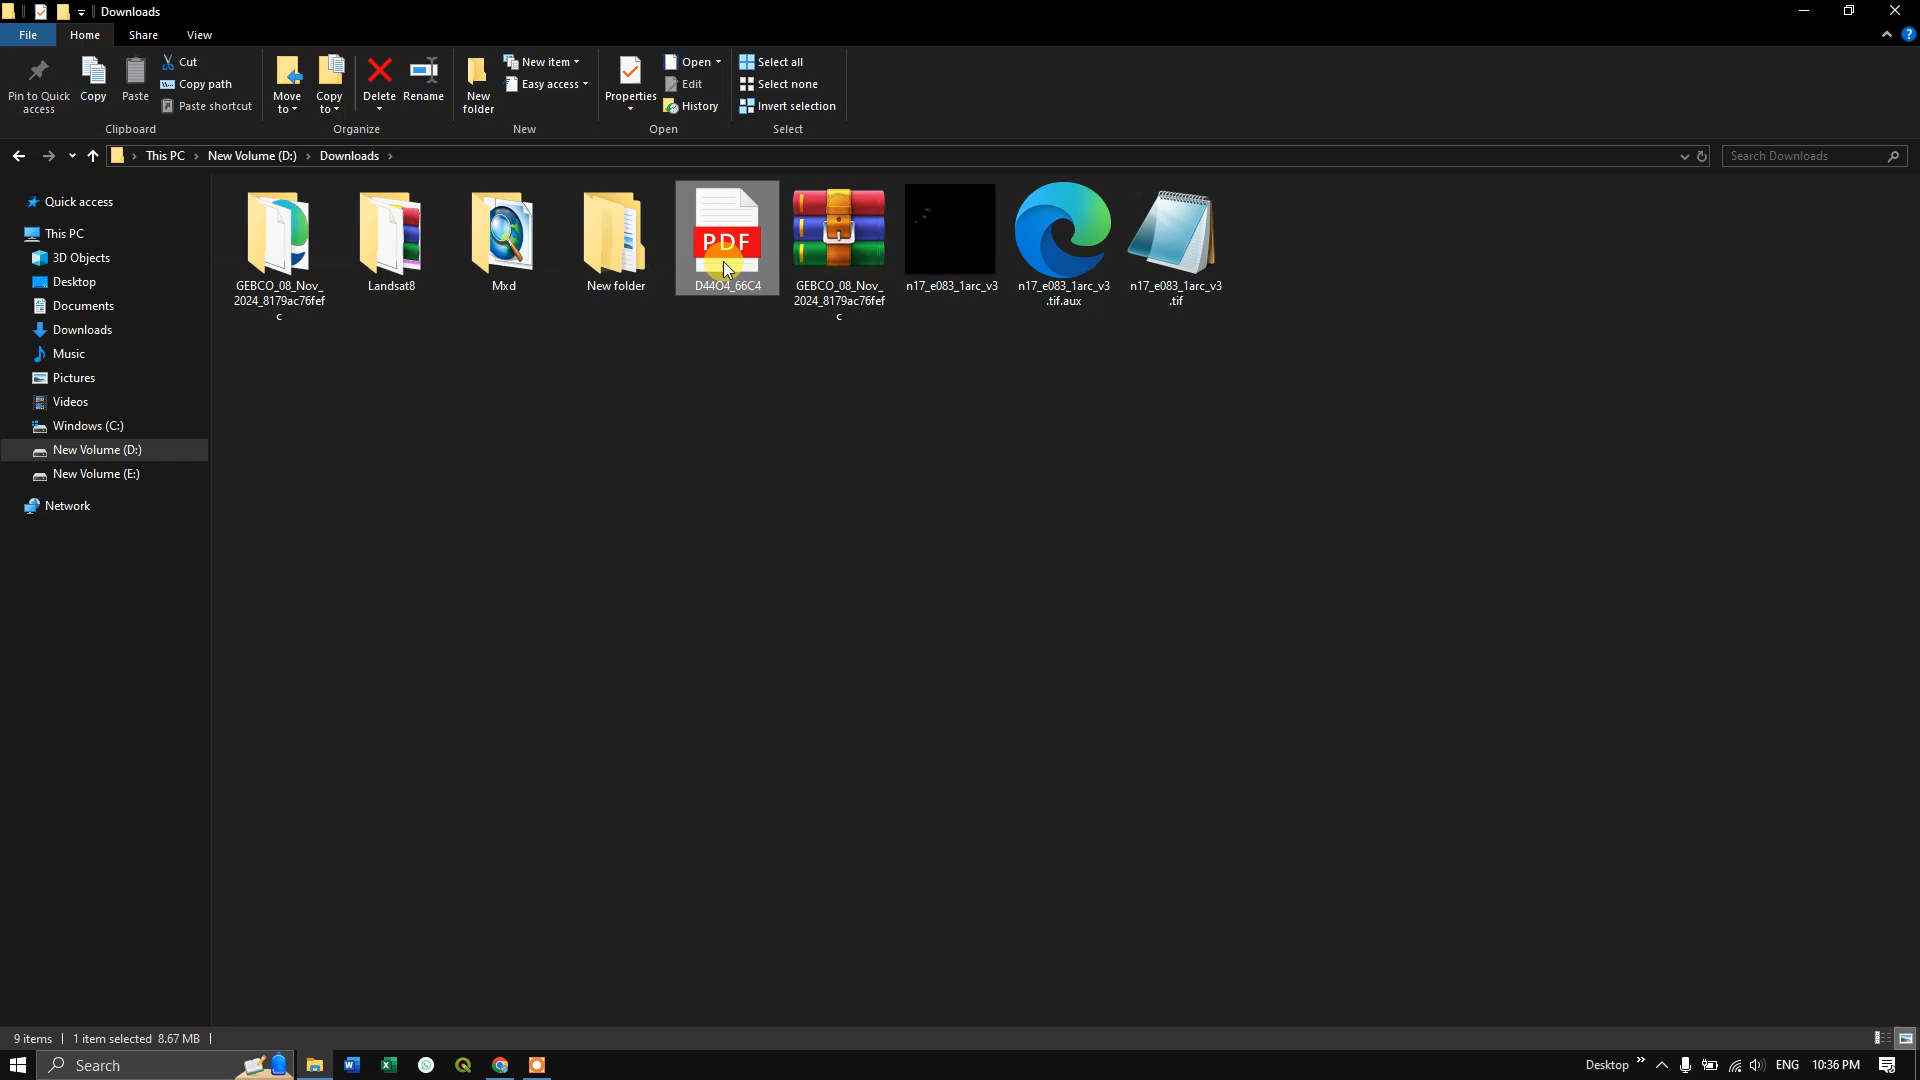 Downloads
File Home Share View
Pin to Quick access
Copy
Paste
Cut
Copy path
Paste shortcut
Clipboard
Move to
Copy to
Delete
Rename
Organize
New folder
New item
Easy access
New
Properties
Open
Edit
History
Open
Select all
Select none
Invert selection
Select
This PC > New Volume (D:) > Downloads >
Search Downloads
Quick access
This PC
3D Objects
Desktop
Documents
Downloads
Music
Pictures
Videos
Windows (C:)
New Volume (D:)
New Volume (E:)
Network
GEBCO_08_Nov_
2024_8179ac76fef
c
Landsat8
Mxd
New folder
PDF
D44O4_66C4
GEBCO_08_Nov_
2024_8179ac76fef
c
n17_e083_1arc_v3
n17_e083_1arc_v3
.tif.aux
n17_e083_1arc_v3
.tif
9 items | 1 item selected 8.67 MB |
Search
Desktop
ENG
10:36 PM